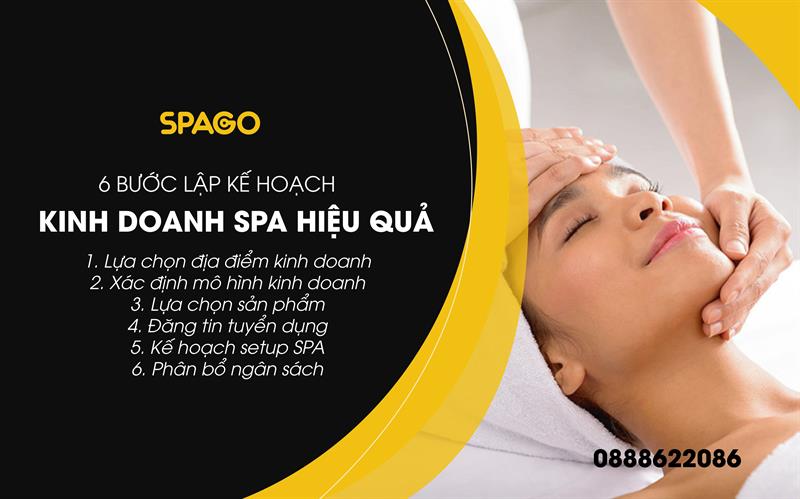 SPAGO
6 BƯỚC LẬP KẾ HOẠCH
KINH DOANH SPA HIỆU QUẢ
1. Lựa chọn địa điểm kinh doanh
2. Xác định mô hình kinh doanh
3. Lựa chọn sản phẩm
4. Đăng tin tuyển dụng
5. Kế hoạch setup SPA
6. Phân bổ ngân sách
0888622086